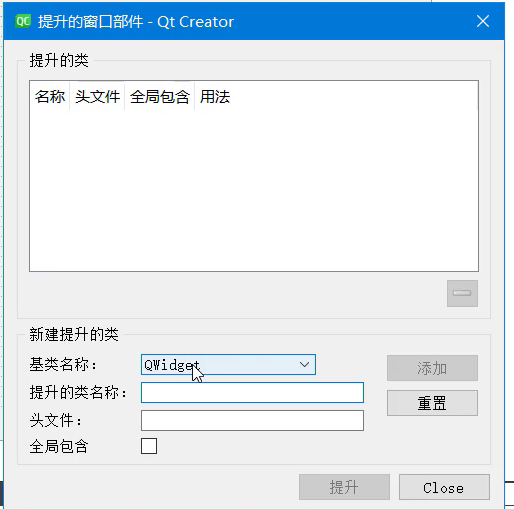 QC 提升的窗口部件 - Qt Creator
提升的类
名称 头文件 全局包含 用法
新建提升的类
基类名称： QWidget 添加
提升的类名称： 重置
头文件：
全局包含
提升 Close